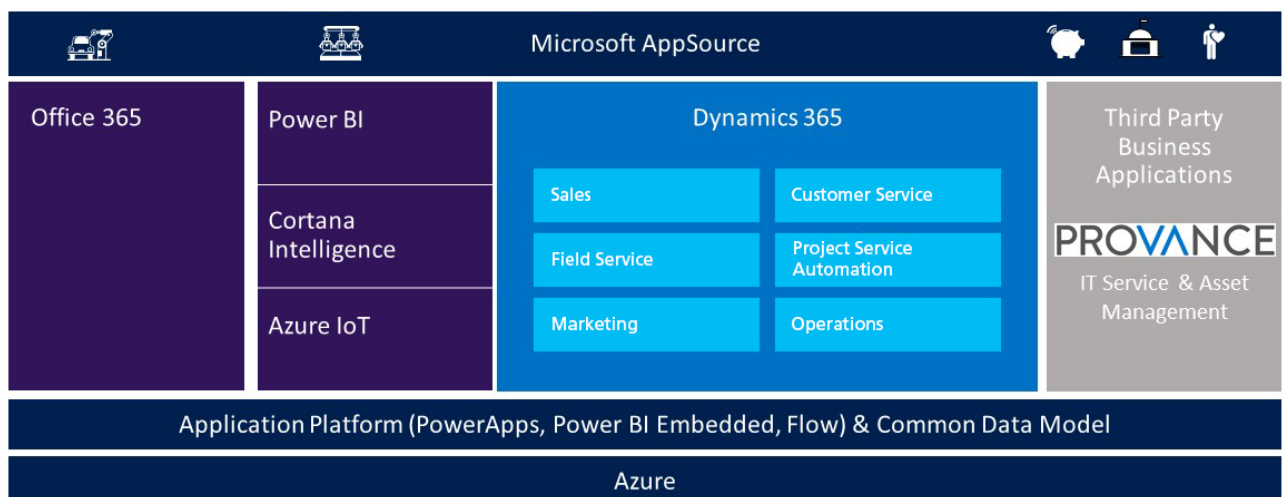 Microsoft AppSource
Office 365
Power BI
Cortana
Intelligence
Azure IoT
Dynamics 365
Sales
Customer Service
Field Service
Project Service
Automation
Marketing
Operations
Third Party
Business
Applications
PROVANCE
IT Service & Asset
Management
Application Platform (PowerApps, Power BI Embedded, Flow) & Common Data Model
Azure